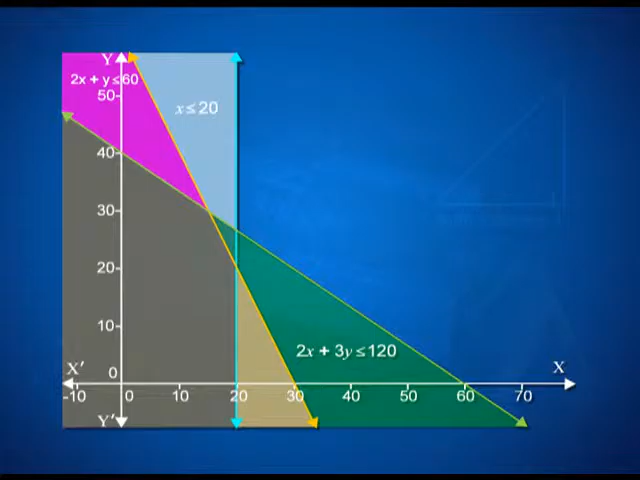 Y
2x + y ≤ 60
50
x ≤ 20
40
30
20
10
2x + 3y ≤ 120
X′ 0 X
-10 0 10 20 30 40 50 60 70
Y′